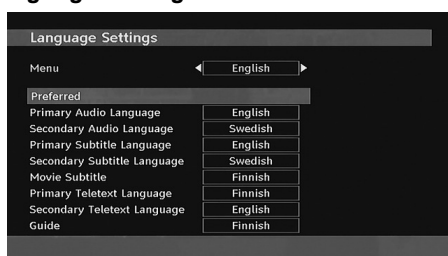 Language Settings
Menu English
Preferred
Primary Audio Language English
Secondary Audio Language Swedish
Primary Subtitle Language English
Secondary Subtitle Language Swedish
Movie Subtitle Finnish
Primary Teletext Language Finnish
Secondary Teletext Language English
Guide Finnish